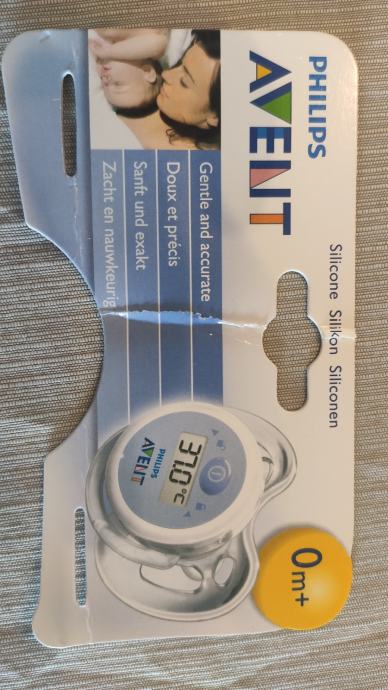 PHILIPS
AVENT
Silicone Silikon Siliconen
Gentle and accurate
Doux et précis
Sanft und exakt
Zacht en nauwkeurig
37.0°C
PHILIPS
AVENT
0m+